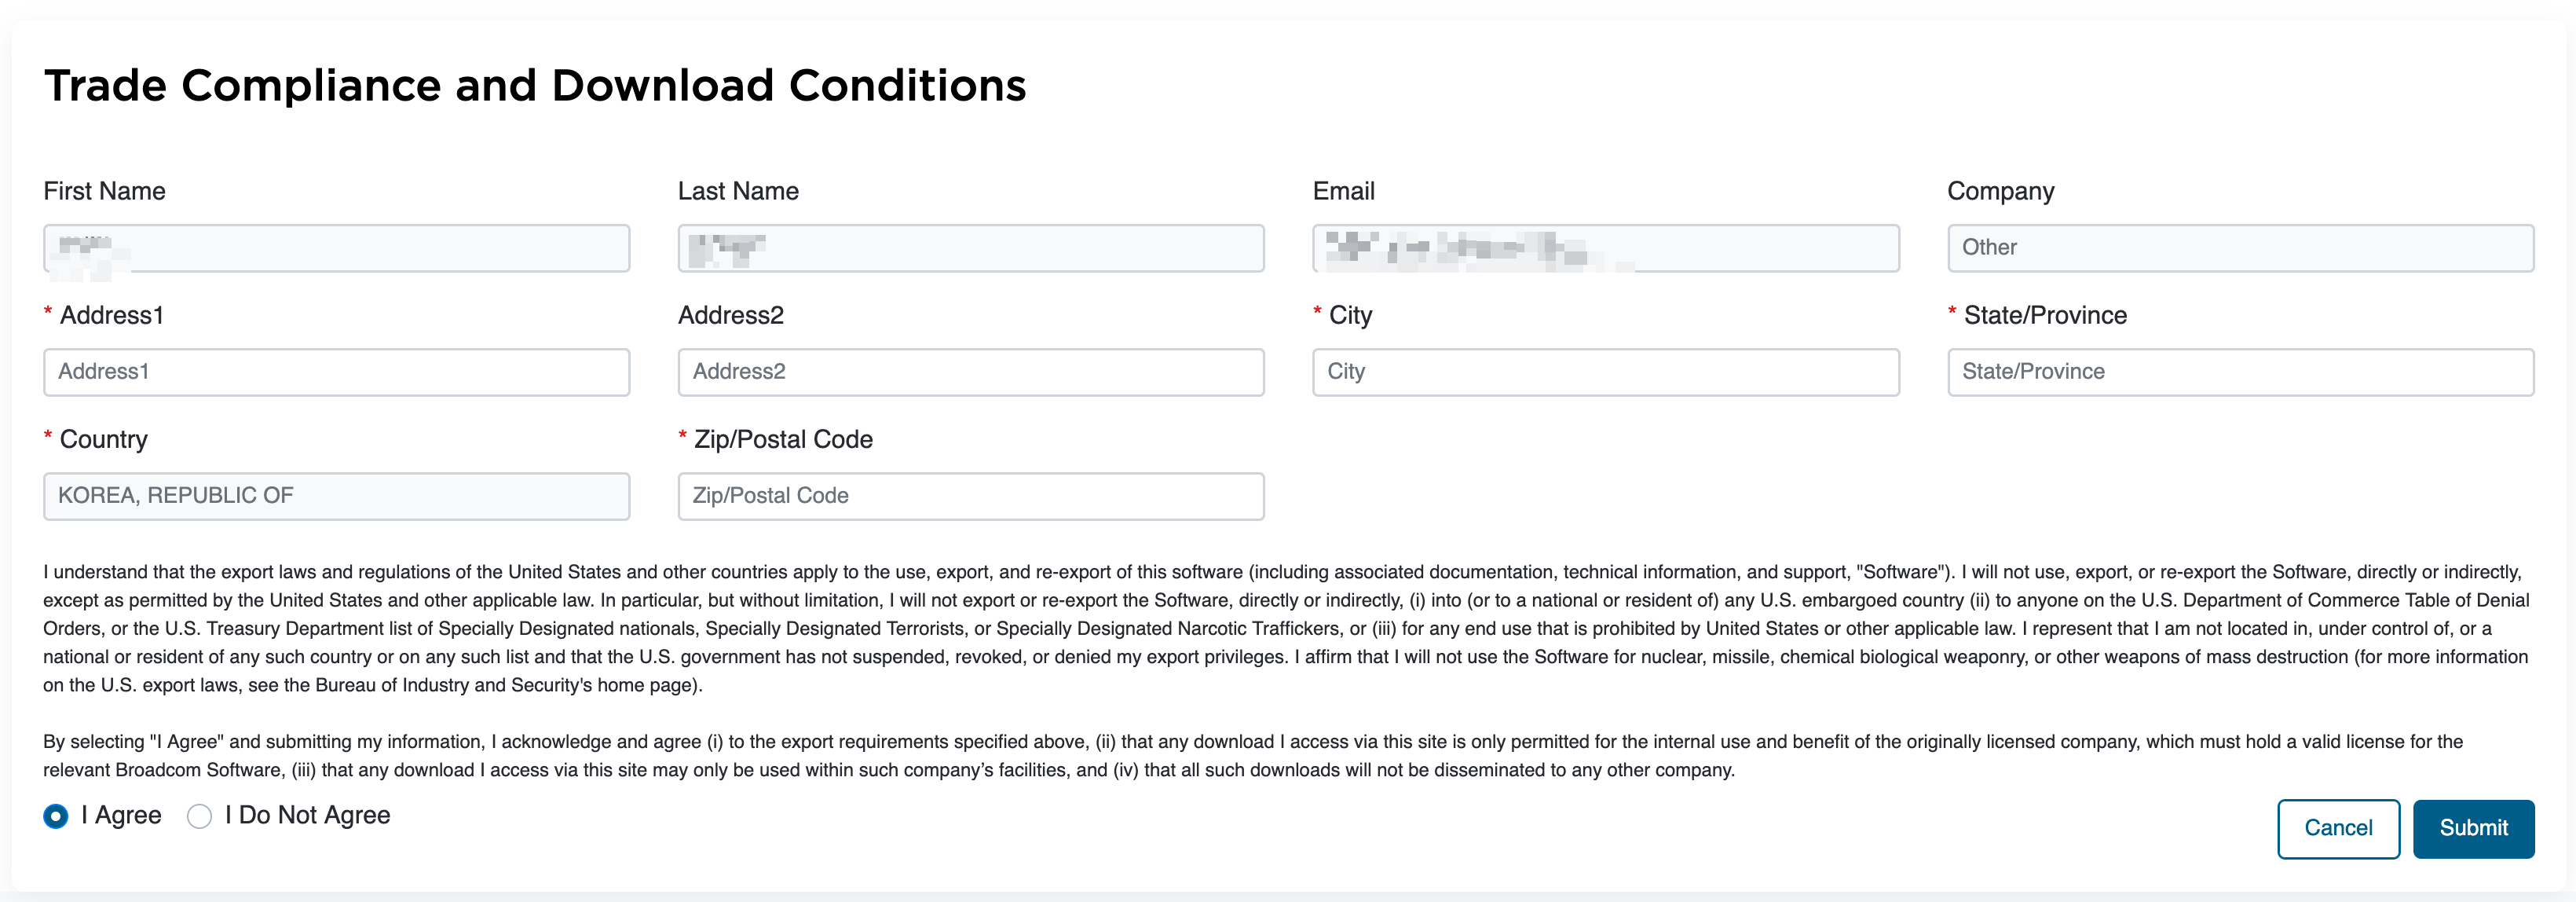 Trade Compliance and Download Conditions
First Name
Last Name
Email
Company
Other
* Address1
Address2
* City
* State/Province
Address1
Address2
City
State/Province
* Country
* Zip/Postal Code
KOREA, REPUBLIC OF
Zip/Postal Code
I understand that the export laws and regulations of the United States and other countries apply to the use, export, and re-export of this software (including associated documentation, technical information, and support, "Software"). I will not use, export, or re-export the Software, directly or indirectly,
except as permitted by the United States and other applicable law. In particular, but without limitation, I will not export or re-export the Software, directly or indirectly, (i) into (or to a national or resident of) any U.S. embargoed country (ii) to anyone on the U.S. Department of Commerce Table of Denial
Orders, or the U.S. Treasury Department list of Specially Designated nationals, Specially Designated Terrorists, or Specially Designated Narcotic Traffickers, or (iii) for any end use that is prohibited by United States or other applicable law. I represent that I am not located in, under control of, or a
national or resident of any such country or on any such list and that the U.S. government has not suspended, revoked, or denied my export privileges. I affirm that I will not use the Software for nuclear, missile, chemical biological weaponry, or other weapons of mass destruction (for more information
on the U.S. export laws, see the Bureau of Industry and Security's home page).
By selecting "I Agree" and submitting my information, I acknowledge and agree (i) to the export requirements specified above, (ii) that any download I access via this site is only permitted for the internal use and benefit of the originally licensed company, which must hold a valid license for the
relevant Broadcom Software, (iii) that any download I access via this site may only be used within such company’s facilities, and (iv) that all such downloads will not be disseminated to any other company.
I Agree
I Do Not Agree
Cancel
Submit